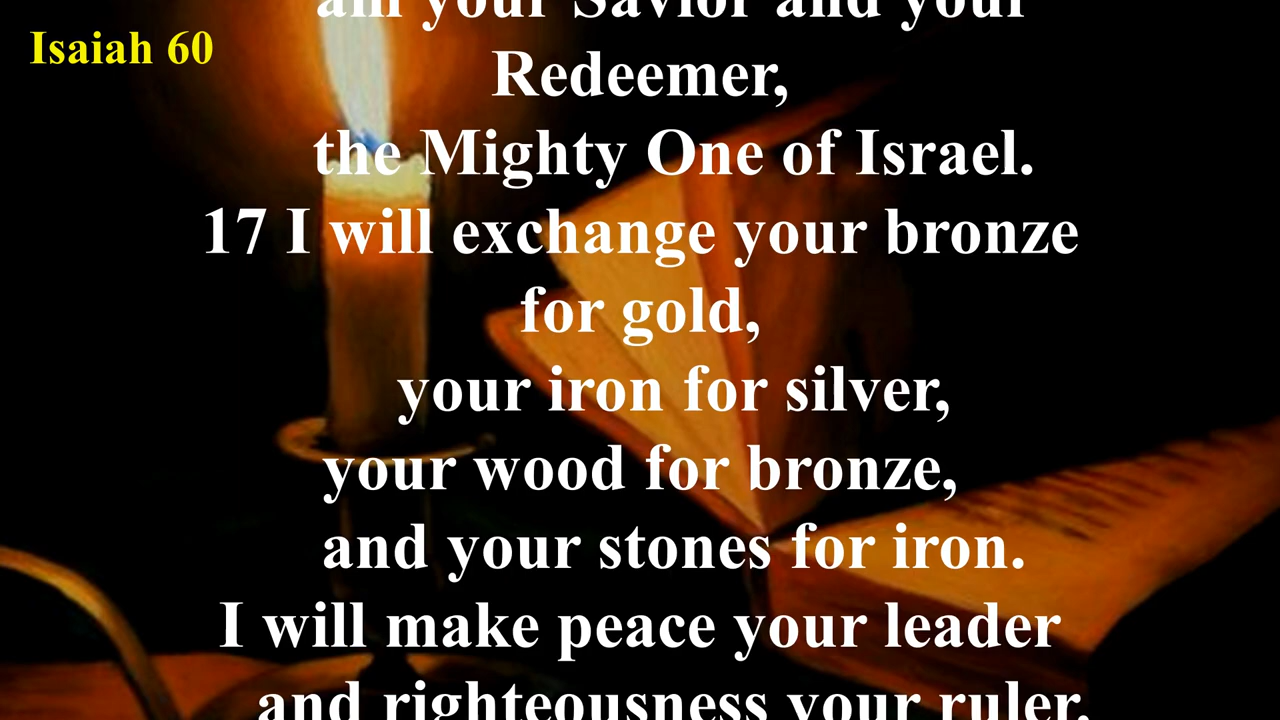 Isaiah 60
am your Savior and your
Redeemer,
the Mighty One of Israel.
17 I will exchange your bronze
for gold,
your iron for silver,
your wood for bronze,
and your stones for iron.
I will make peace your leader
and righteousness your ruler.